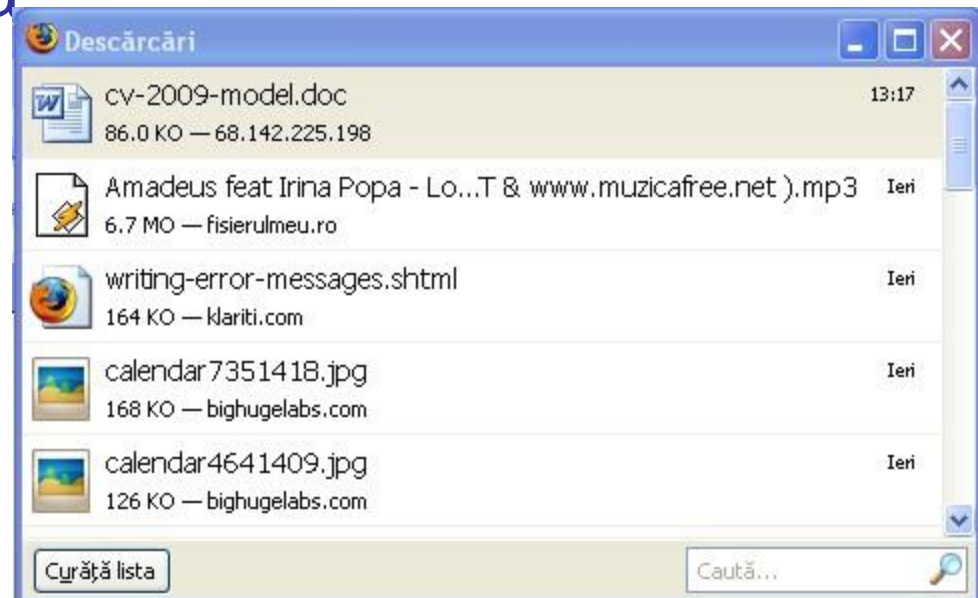 Descărcări
cv-2009-model.doc
13:17
86.0 KO — 68.142.225.198
Amadeus feat Irina Popa - Lo...T & www.muzicafree.net ).mp3
Ieri
6.7 MO — fisierulmeu.ro
writing-error-messages.shtml
Ieri
164 KO — klariti.com
calendar7351418.jpg
Ieri
168 KO — bighugelabs.com
calendar4641409.jpg
Ieri
126 KO — bighugelabs.com
Curăță lista
Caută...